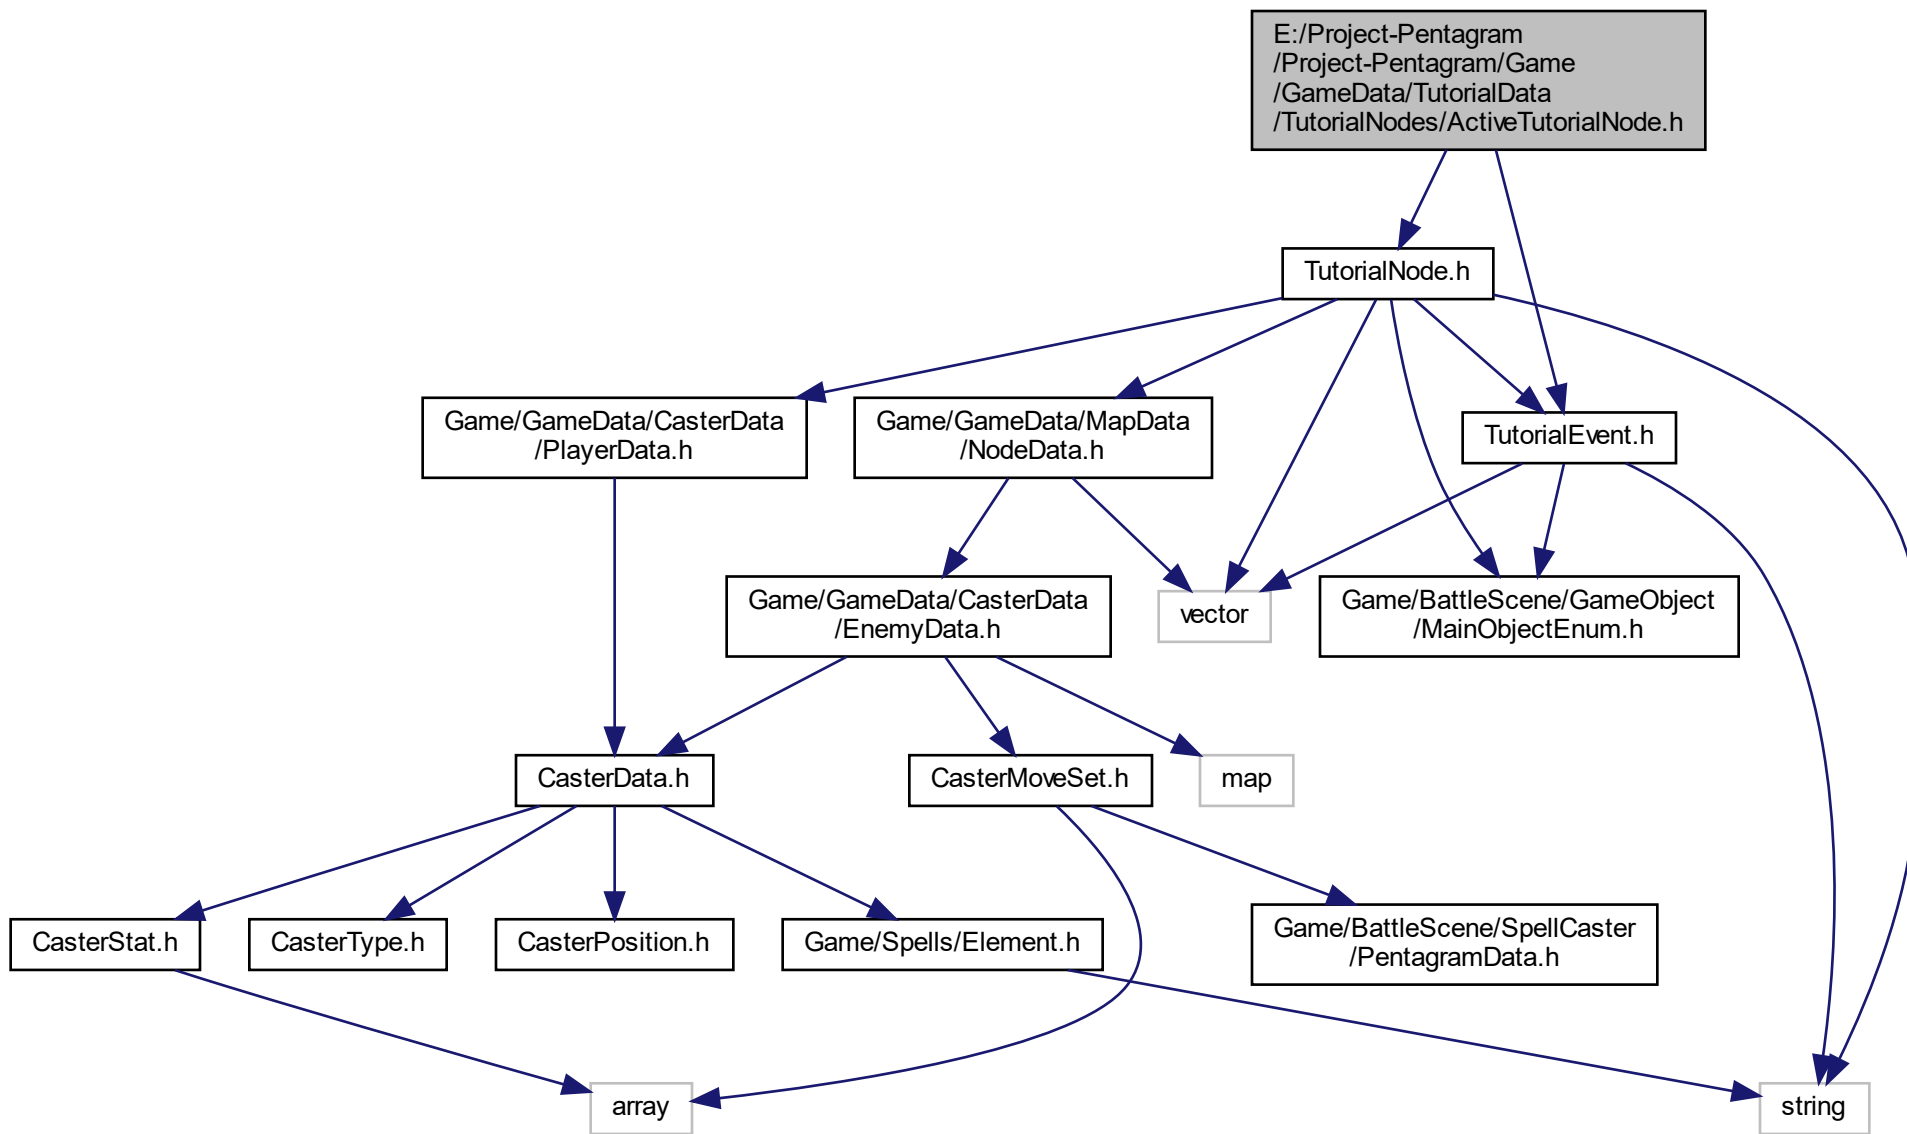 E:/Project-Pentagram
/Project-Pentagram/Game
/GameData/TutorialData
/TutorialNodes/ActiveTutorialNode.h
TutorialNode.h
Game/GameData/CasterData
/PlayerData.h
Game/GameData/MapData
/NodeData.h
TutorialEvent.h
Game/GameData/CasterData
/EnemyData.h
vector
Game/BattleScene/GameObject
/MainObjectEnum.h
CasterData.h
CasterMoveSet.h
map
CasterStat.h
CasterType.h
CasterPosition.h
Game/Spells/Element.h
Game/BattleScene/SpellCaster
/PentagramData.h
array
string